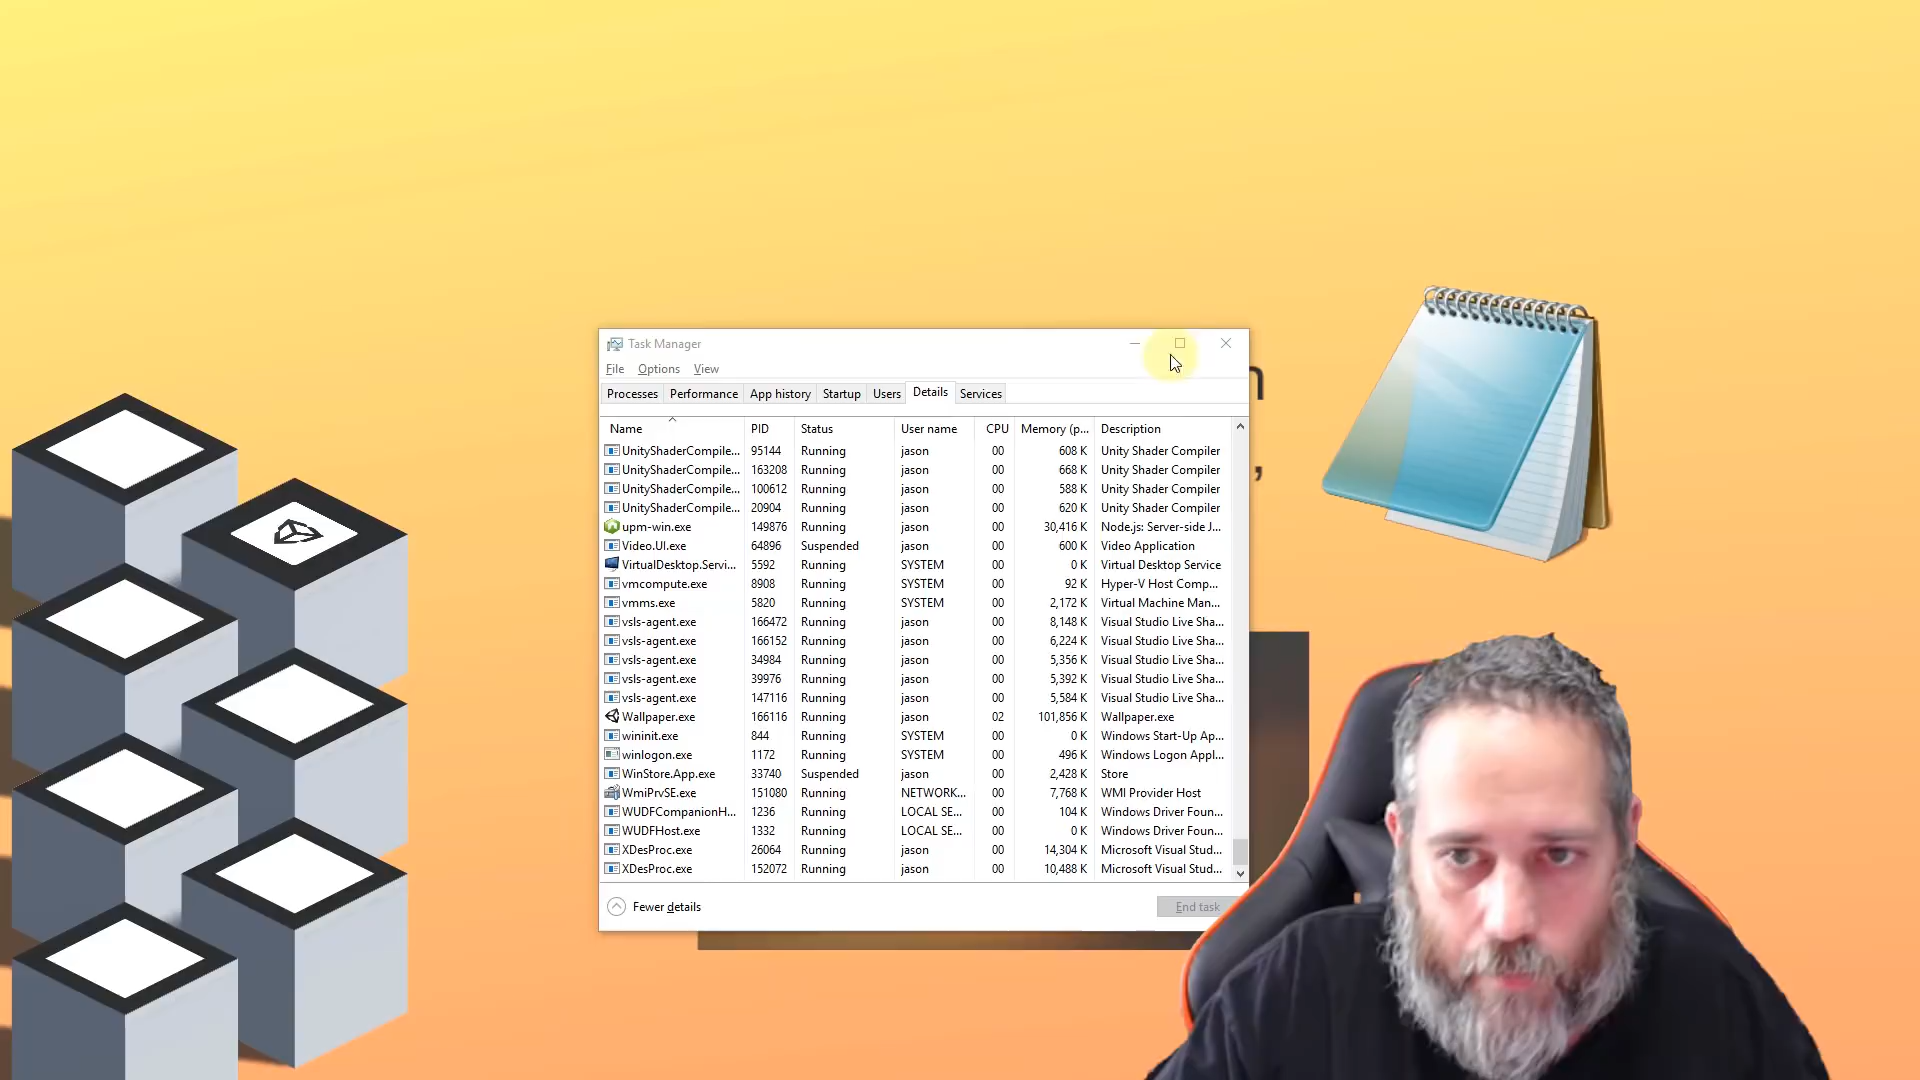 Task Manager
File Options View
Processes Performance App history Startup Users Details Services
Name PID Status User name CPU Memory (p... Description
UnityShaderCompile... 95144 Running jason 00 608 K Unity Shader Compiler
UnityShaderCompile... 163208 Running jason 00 668 K Unity Shader Compiler
UnityShaderCompile... 100612 Running jason 00 588 K Unity Shader Compiler
UnityShaderCompile... 20904 Running jason 00 620 K Unity Shader Compiler
upm-win.exe 149876 Running jason 00 30,416 K Node.js: Server-side J...
Video.UI.exe 64896 Suspended jason 00 600 K Video Application
VirtualDesktop.Servi... 5592 Running SYSTEM 00 0 K Virtual Desktop Service
vmcompute.exe 8908 Running SYSTEM 00 92 K Hyper-V Host Comp...
vmms.exe 5820 Running SYSTEM 00 2,172 K Virtual Machine Man...
vsls-agent.exe 166472 Running jason 00 8,148 K Visual Studio Live Sha...
vsls-agent.exe 166152 Running jason 00 6,224 K Visual Studio Live Sha...
vsls-agent.exe 34984 Running jason 00 5,356 K Visual Studio Live Sha...
vsls-agent.exe 39976 Running jason 00 5,392 K Visual Studio Live Sha...
vsls-agent.exe 147116 Running jason 00 5,584 K Visual Studio Live Sha...
Wallpaper.exe 166116 Running jason 02 101,856 K Wallpaper.exe
wininit.exe 844 Running SYSTEM 00 0 K Windows Start-Up Ap...
winlogon.exe 1172 Running SYSTEM 00 496 K Windows Logon Appl...
WinStore.App.exe 33740 Suspended jason 00 2,428 K Store
WmiPrvSE.exe 151080 Running NETWORK... 00 7,768 K WMI Provider Host
WUDFCompanionH... 1236 Running LOCAL SE... 00 104 K Windows Driver Foun...
WUDFHost.exe 1332 Running LOCAL SE... 00 0 K Windows Driver Foun...
XDesProc.exe 26064 Running jason 00 14,304 K Microsoft Visual Stud...
XDesProc.exe 152072 Running jason 00 10,488 K Microsoft Visual Stud...
Fewer details End task